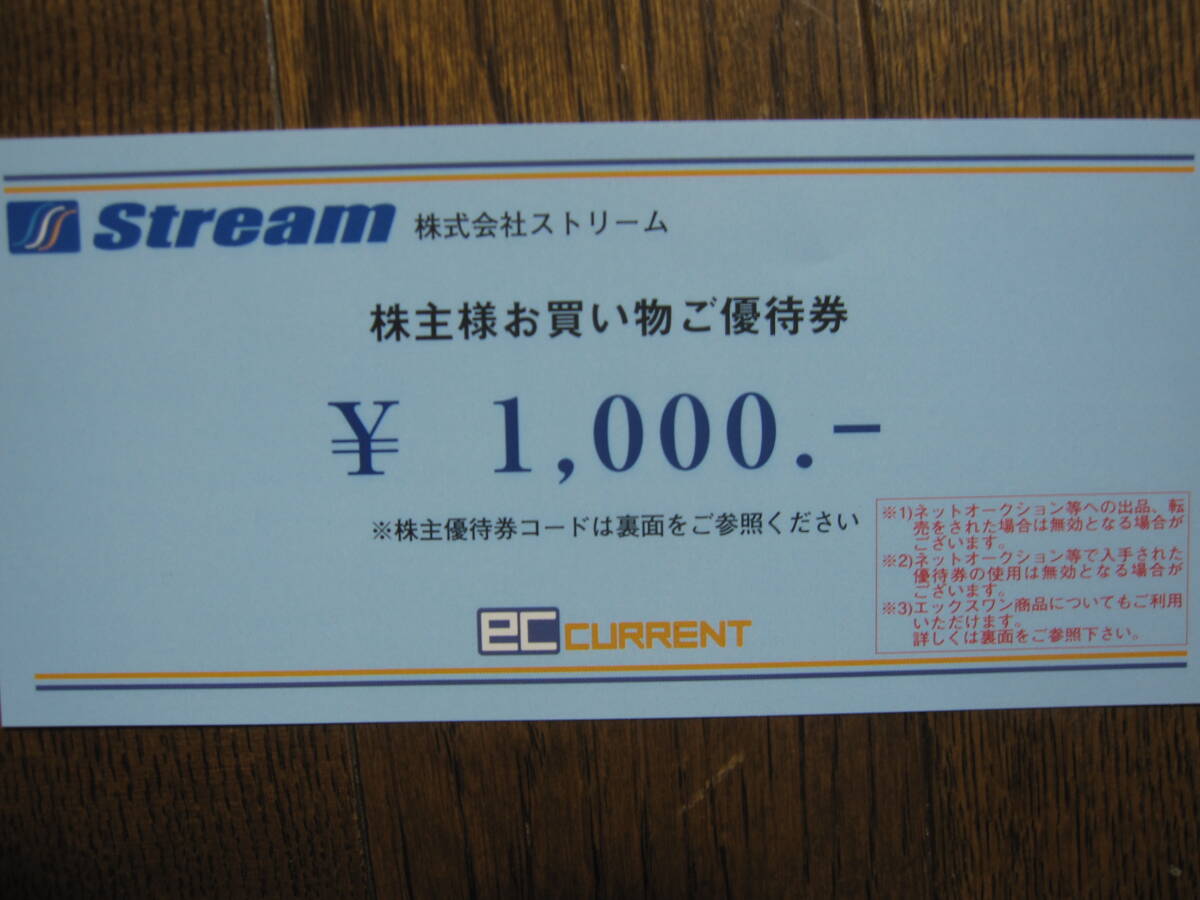 Stream 株式会社ストリーム
株主様お買い物ご優待券
¥ 1,000.-
※株主優待券コードは裏面をご参照ください
※1)ネットオークション等への出品、転
売をされた場合は無効となる場合が
ございます。
※2)ネットオークション等で入手された
優待券の使用は無効となる場合が
ございます。
※3)エックスワン商品についてもご利用
いただけます。
詳しくは裏面をご参照下さい。
eC CURRENT